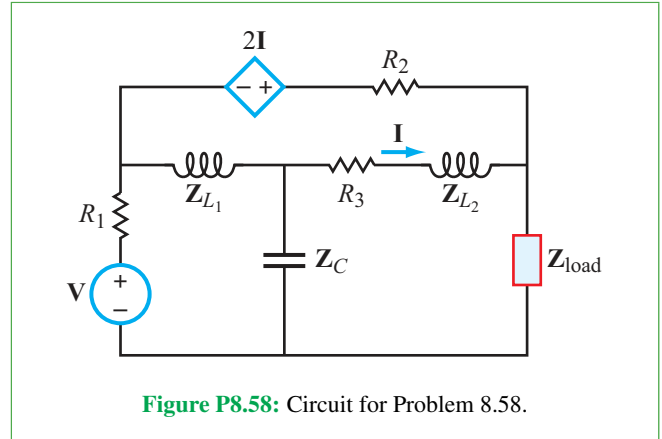 2I
− +
R2
I
ZL1
R3
ZL2
R1
ZC
Zload
V
+
−
Figure P8.58: Circuit for Problem 8.58.